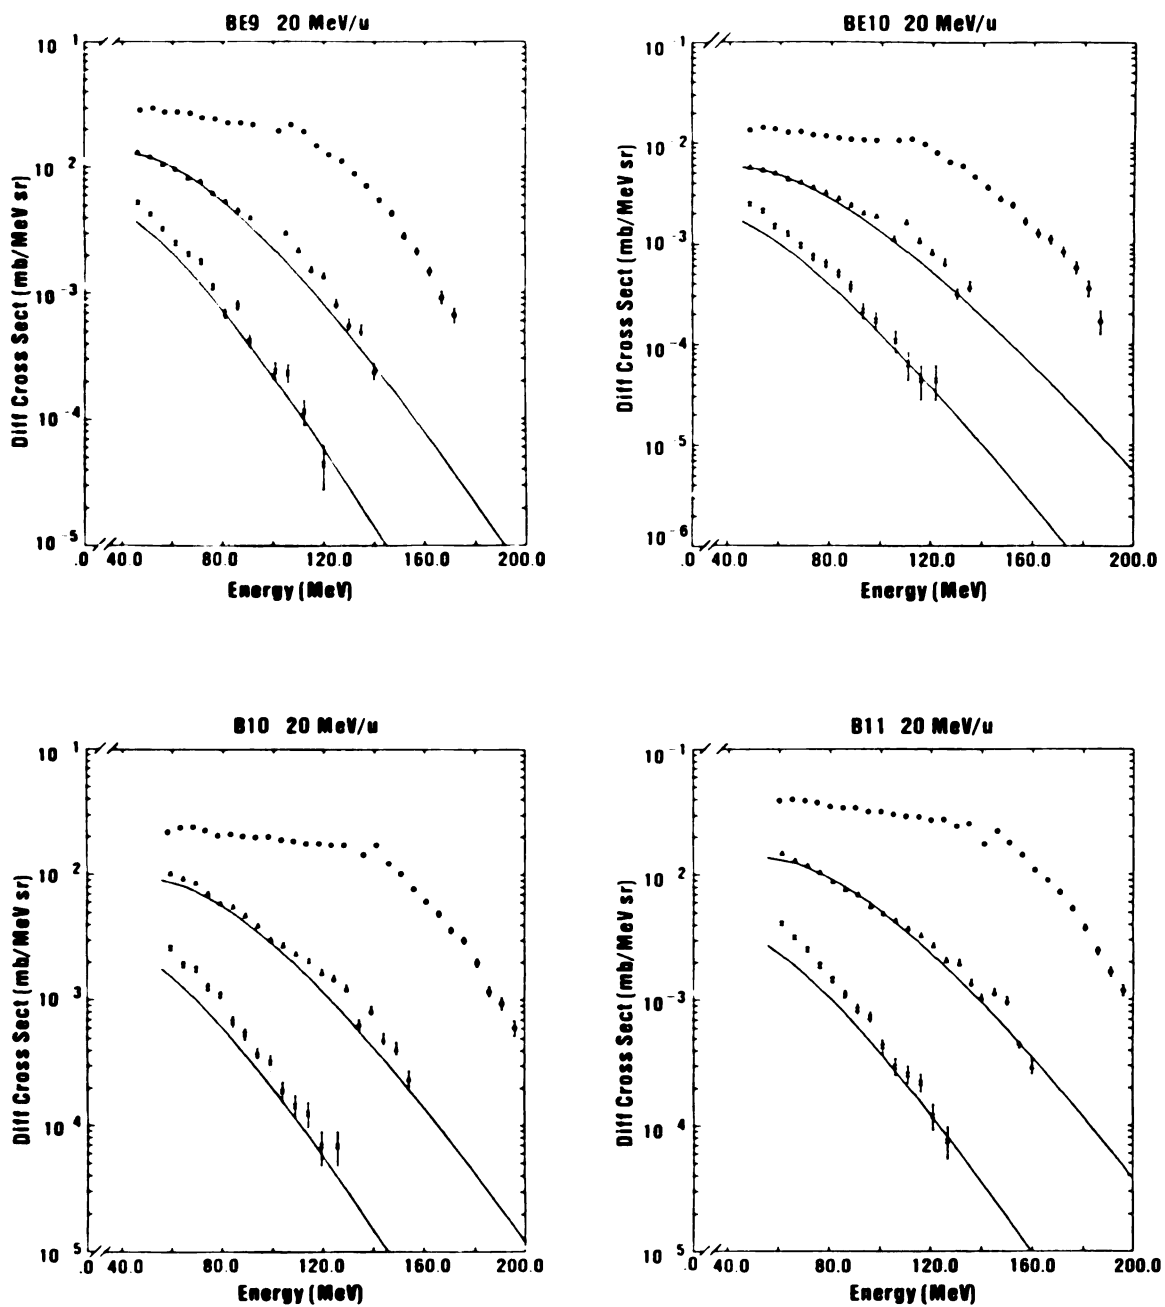 BE9 20 MeV/u
10 -1
10 2
10 -3
10 -4
10 -5
Diff Cross Sect (mb/MeV sr)
.0 40.0 80.0 120.0 160.0 200.0
Energy (MeV)
BE10 20 MeV/u
10 -1
10 -2
10 -3
10 -4
10 -5
10 -6
Diff Cross Sect (mb/MeV sr)
.0 40.0 80.0 120.0 160.0 200.0
Energy (MeV)
B10 20 MeV/u
10 1
10 2
10 3
10 4
10 5
Diff Cross Sect (mb/MeV sr)
.0 40.0 80.0 120.0 160.0 200.0
Energy (MeV)
B11 20 MeV/u
10 -1
10 2
10 -3
10 4
10 5
Diff Cross Sect (mb/MeV sr)
.0 40.0 80.0 120.0 160.0 200.0
Energy (MeV)